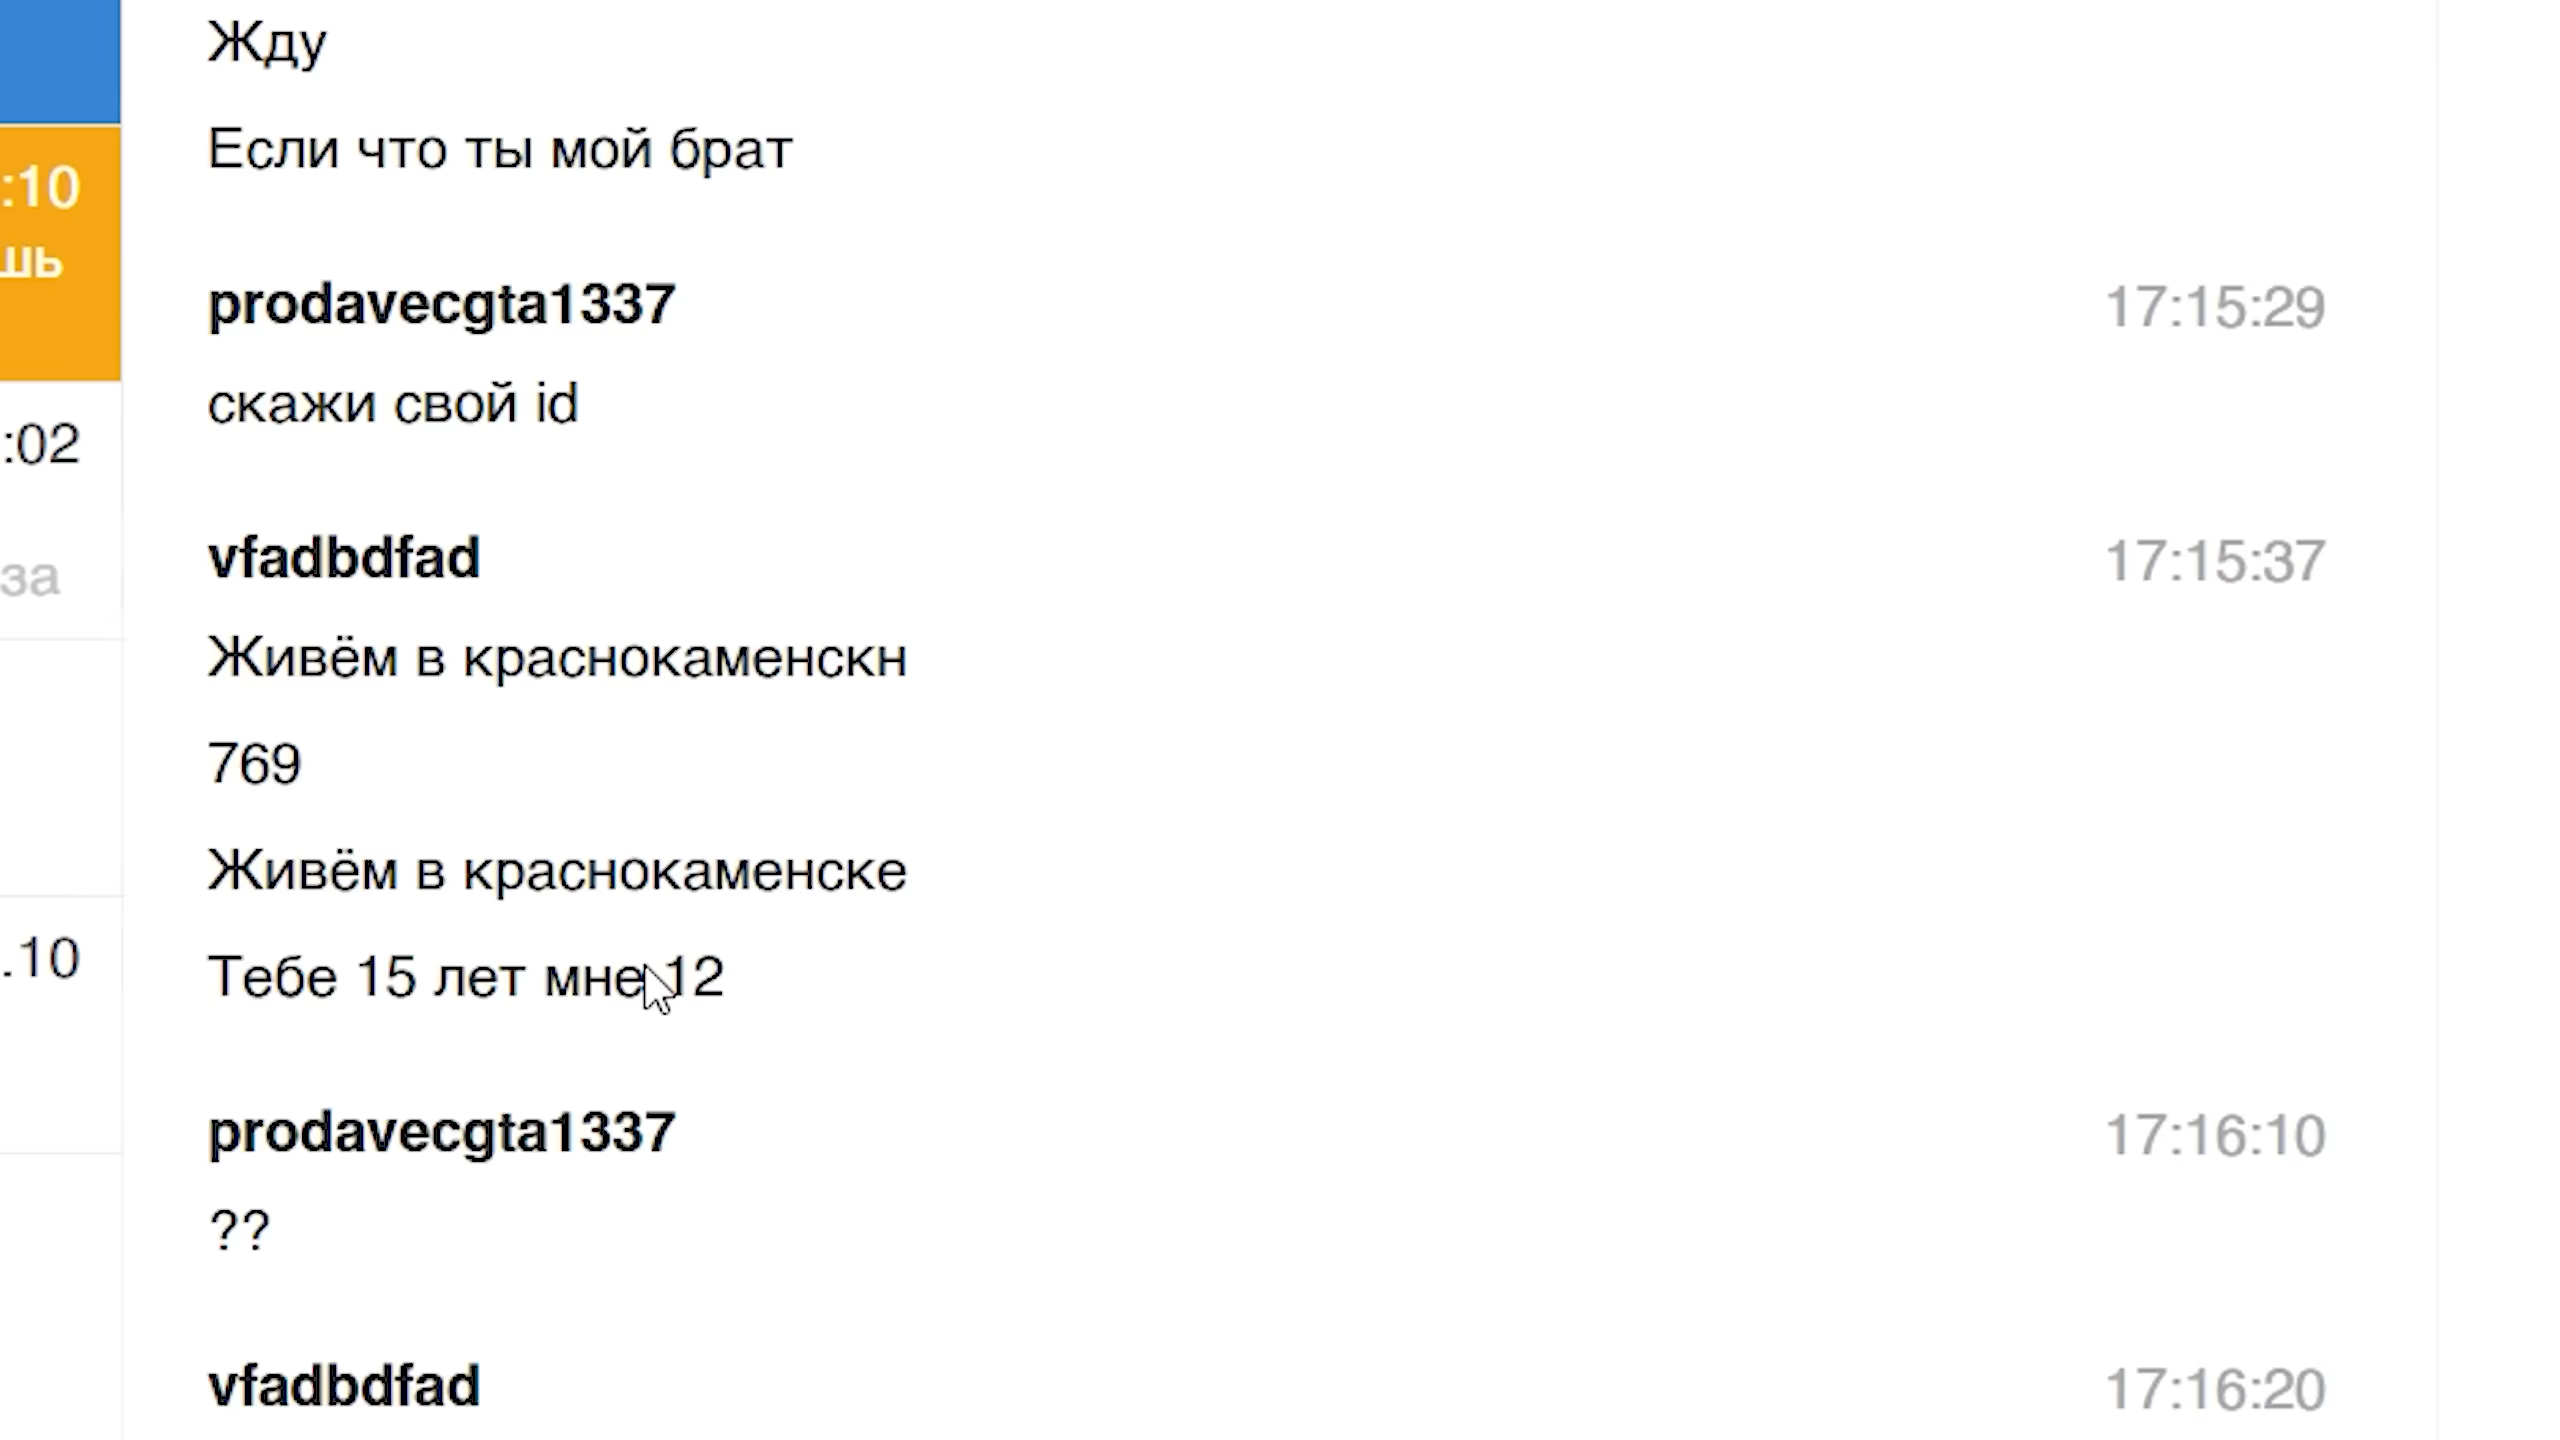 Жду
Если что ты мой брат
:10
шь
prodavecgta1337 17:15:29
скажи свой id
:02
за
vfadbdfad 17:15:37
Живём в краснокаменскн
769
Живём в краснокаменске
.10
Тебе 15 лет мне 12
prodavecgta1337 17:16:10
??
vfadbdfad 17:16:20